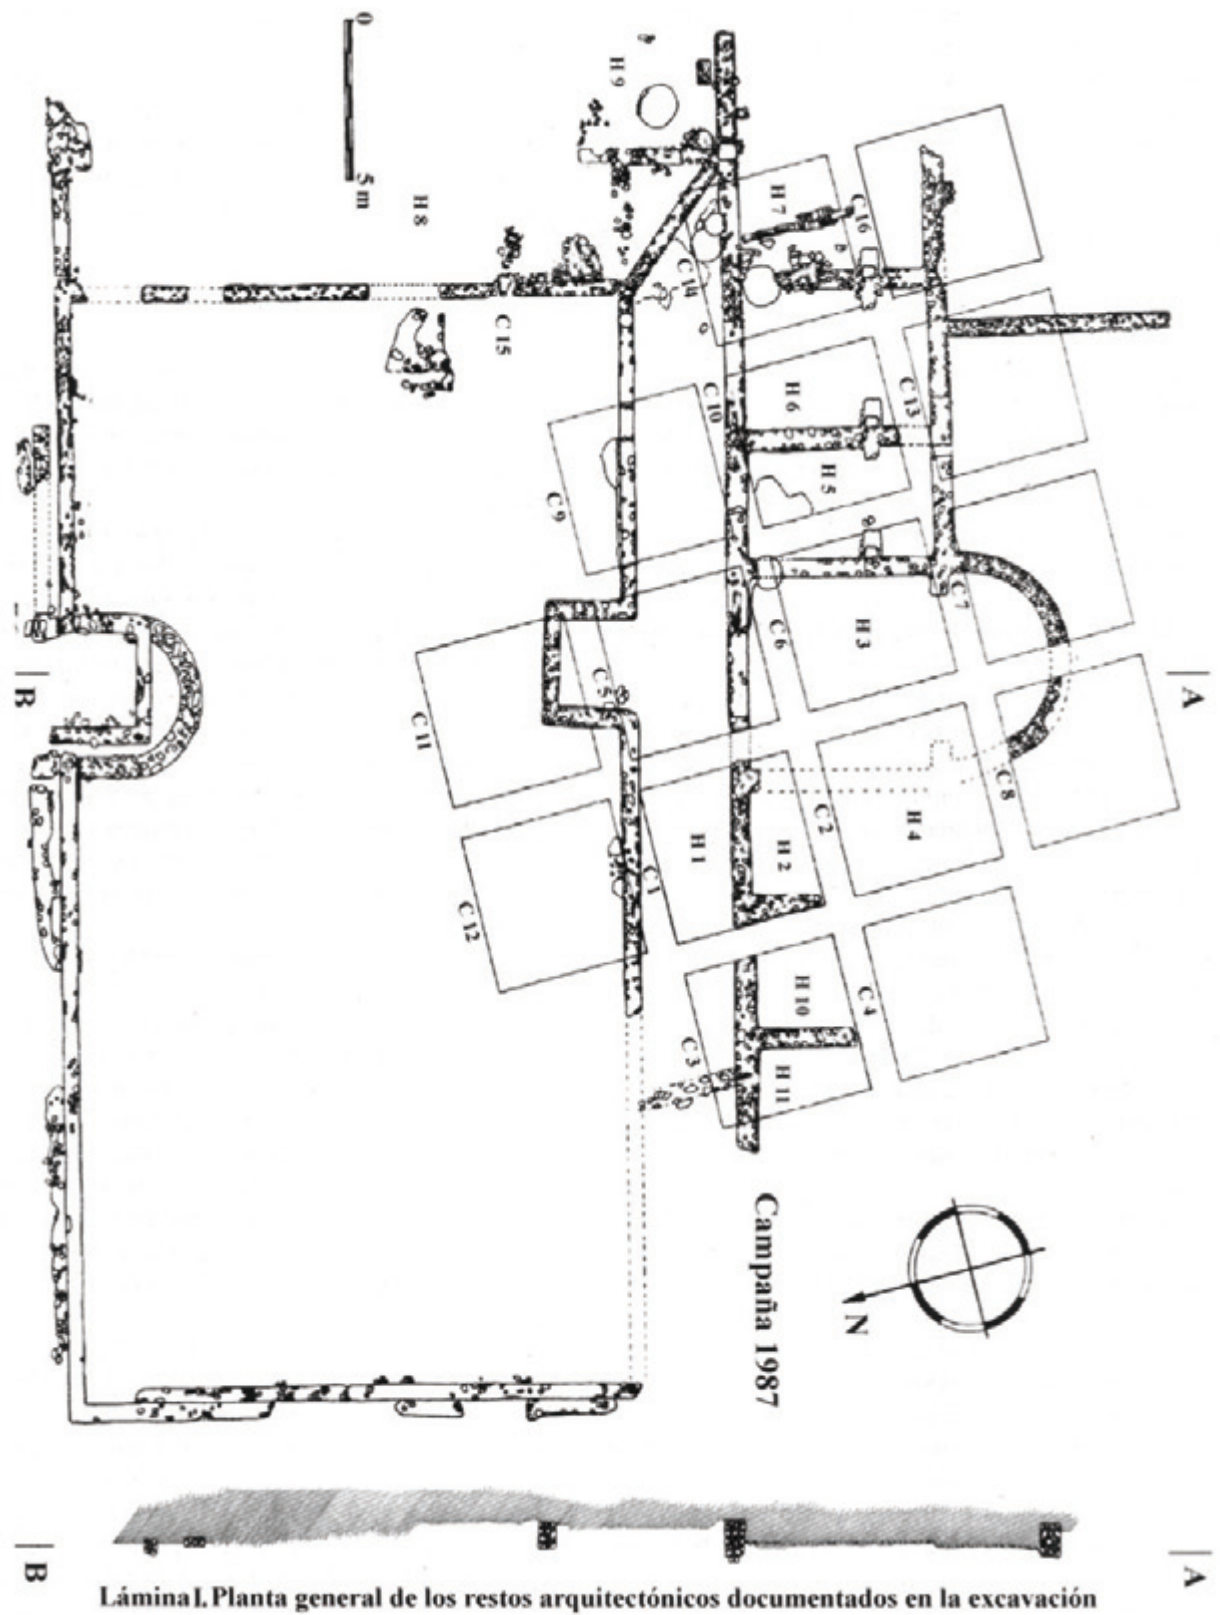 0
5 m
H 9
H 8
H 7
C 16
C 14
C 15
C 13
C 10
H 6
H 5
C 9
C 7
C 6
H 3
C 5
C 11
C 8
C 2
H 4
H 1
H 2
C 1
C 12
H 10
C 4
C 3
H 11
A
B
N
Campaña 1987
A
B
Lámina I. Planta general de los restos arquitectónicos documentados en la excavación